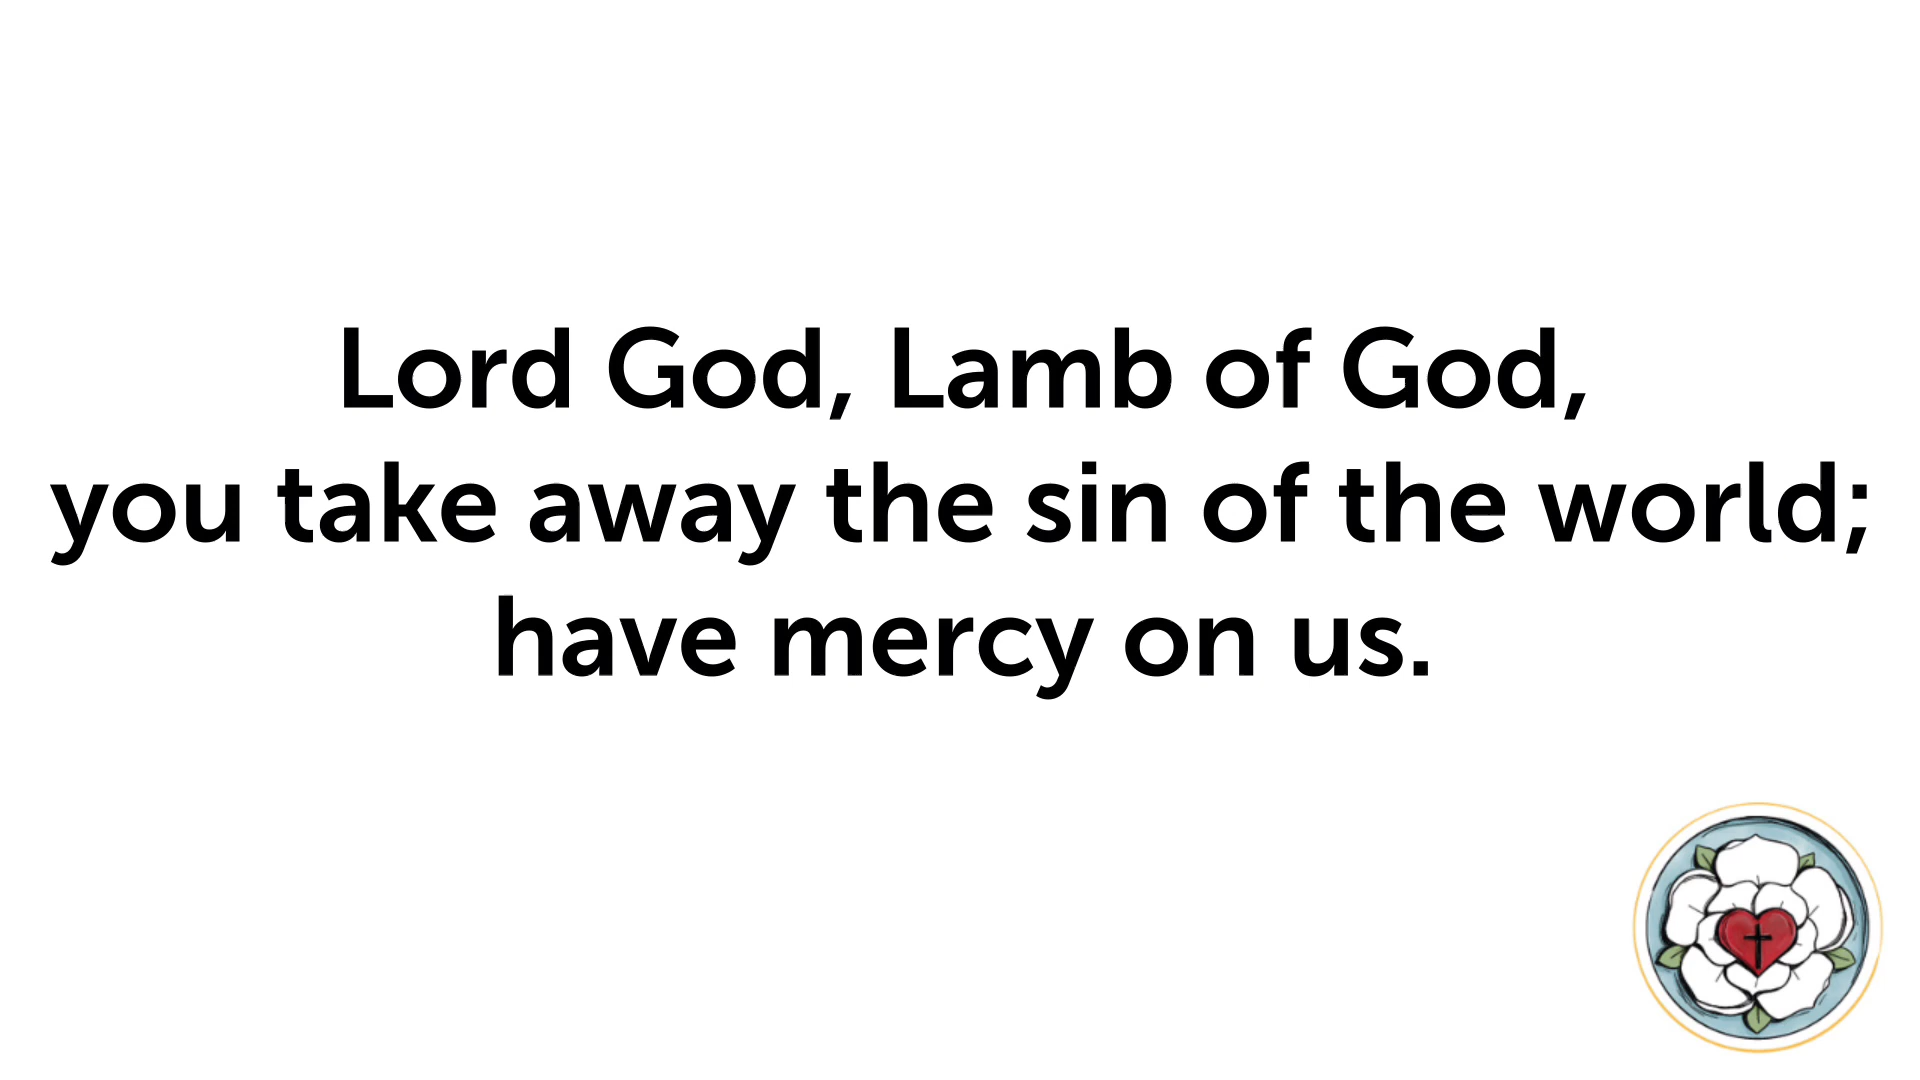 Lord God, Lamb of God,
you take away the sin of the world;
have mercy on us.